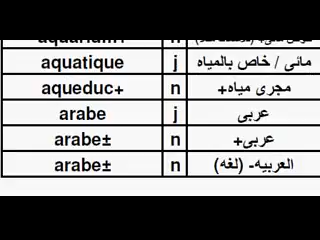 aquatique j مائى / خاص بالمياه
aqueduc+ n مجرى مياه+
arabe j عربى
arabe± n عربى+
arabe± n العربيه- (لغه)